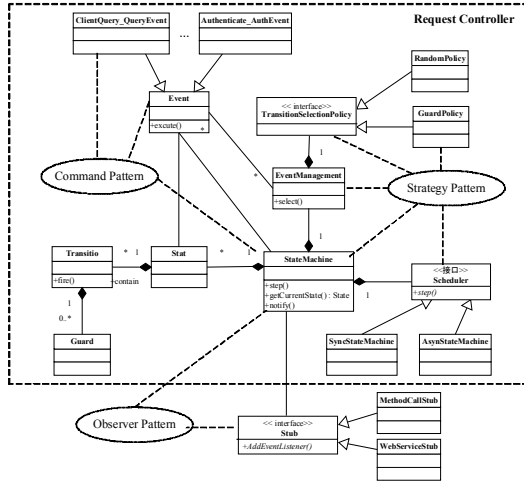 Request Controller
ClientQuery_QueryEvent
...
Authenticate_AuthEvent
Event
+excute()
*
<< interface>>
TransitionSelectionPolicy
RandomPolicy
GuardPolicy
1
*
EventManagement
+select()
Command Pattern
Strategy Pattern
1
Transitio
+fire()
* 1
+contain
Stat
* 1
StateMachine
+step()
+getCurrentState() : State
+notify()
1
<<接口>>
Scheduler
+step()
1
0..*
Guard
SyncStateMachine
AsynStateMachine
Observer Pattern
<< interface>>
Stub
+AddEventListener()
MethodCallStub
WebServiceStub